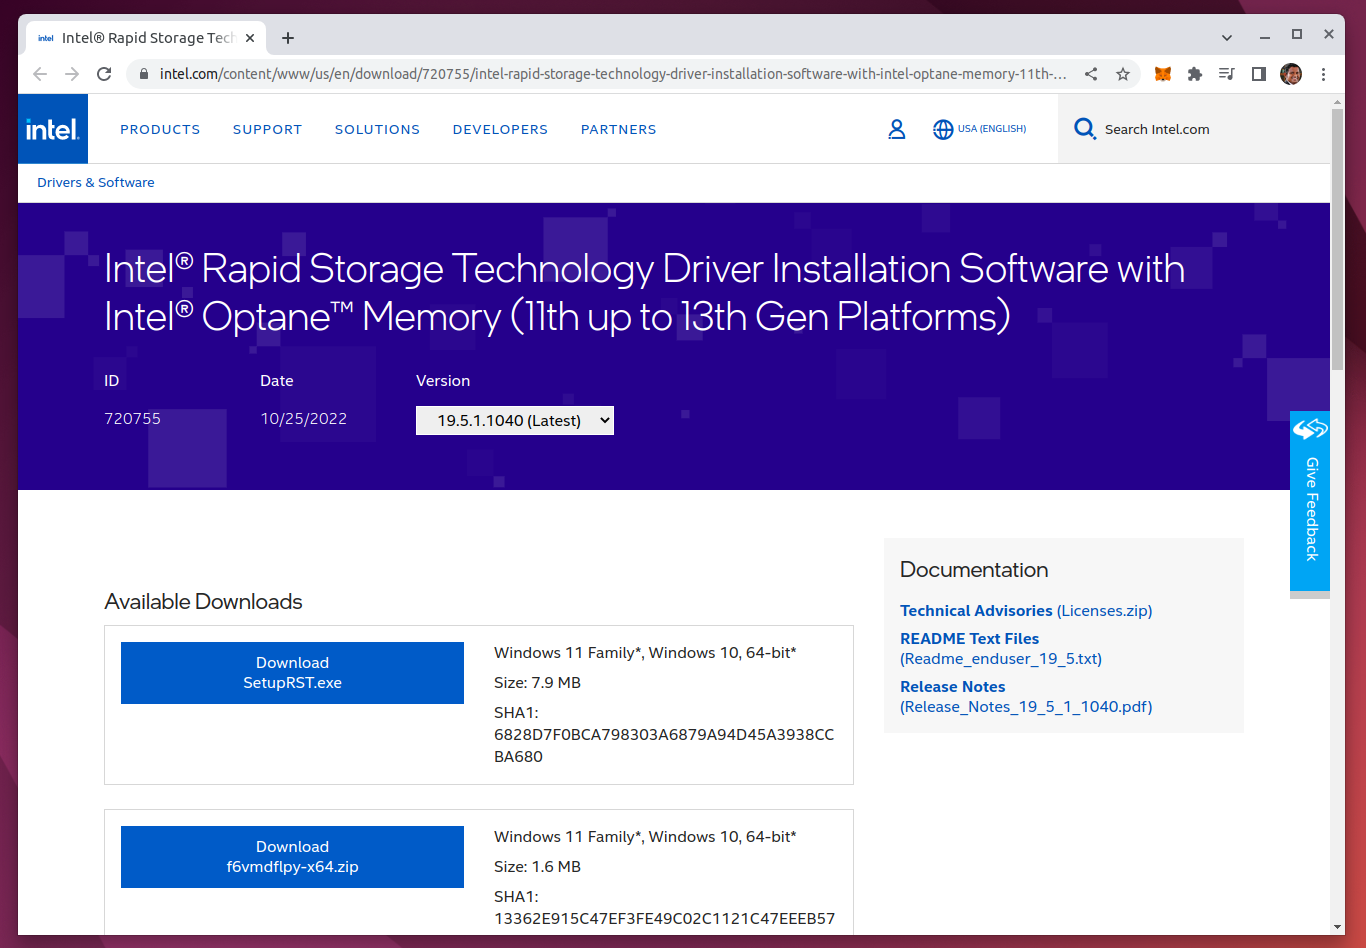 intel
Intel® Rapid Storage Tech
intel.com/content/www/us/en/download/720755/intel-rapid-storage-technology-driver-installation-software-with-intel-optane-memory-11th-...
intel.
PRODUCTS
SUPPORT
SOLUTIONS
DEVELOPERS
PARTNERS
USA (ENGLISH)
Search Intel.com
Drivers & Software
Intel® Rapid Storage Technology Driver Installation Software with
Intel® Optane™ Memory (11th up to 13th Gen Platforms)
ID
Date
Version
720755
10/25/2022
19.5.1.1040 (Latest)
Give Feedback
Available Downloads
Download
SetupRST.exe
Windows 11 Family*, Windows 10, 64-bit*
Size: 7.9 MB
SHA1:
6828D7F0BCA798303A6879A94D45A3938CC
BA680
Download
f6vmdflpy-x64.zip
Windows 11 Family*, Windows 10, 64-bit*
Size: 1.6 MB
SHA1:
13362E915C47EF3FE49C02C1121C47EEEB57
Documentation
Technical Advisories (Licenses.zip)
README Text Files
(Readme_enduser_19_5.txt)
Release Notes
(Release_Notes_19_5_1_1040.pdf)